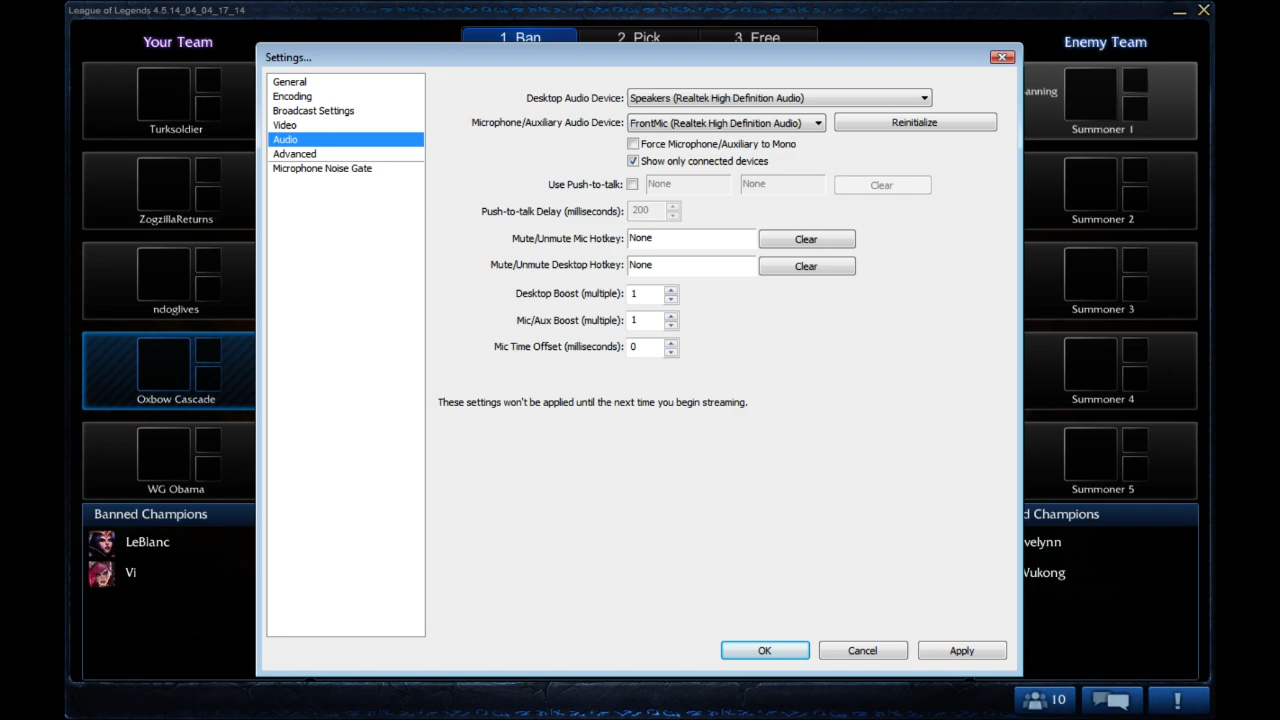 League of Legends 4.5.14_04_04_17_14
Your Team
1. Ban
2. Pick
3. Free
Enemy Team
Settings...
General
Encoding
Broadcast Settings
Video
Audio
Advanced
Microphone Noise Gate
Desktop Audio Device: Speakers (Realtek High Definition Audio)
Microphone/Auxiliary Audio Device: FrontMic (Realtek High Definition Audio) Reinitialize
Force Microphone/Auxiliary to Mono
Show only connected devices
Use Push-to-talk: None None Clear
Push-to-talk Delay (milliseconds): 200
Mute/Unmute Mic Hotkey: None Clear
Mute/Unmute Desktop Hotkey: None Clear
Desktop Boost (multiple): 1
Mic/Aux Boost (multiple): 1
Mic Time Offset (milliseconds): 0
These settings won't be applied until the next time you begin streaming.
OK Cancel Apply
Turksoldier
ZogzillaReturns
ndoglives
Oxbow Cascade
WG Obama
Banned Champions
LeBlanc
Vi
anning
Summoner 1
Summoner 2
Summoner 3
Summoner 4
Summoner 5
d Champions
velynn
Wukong
10